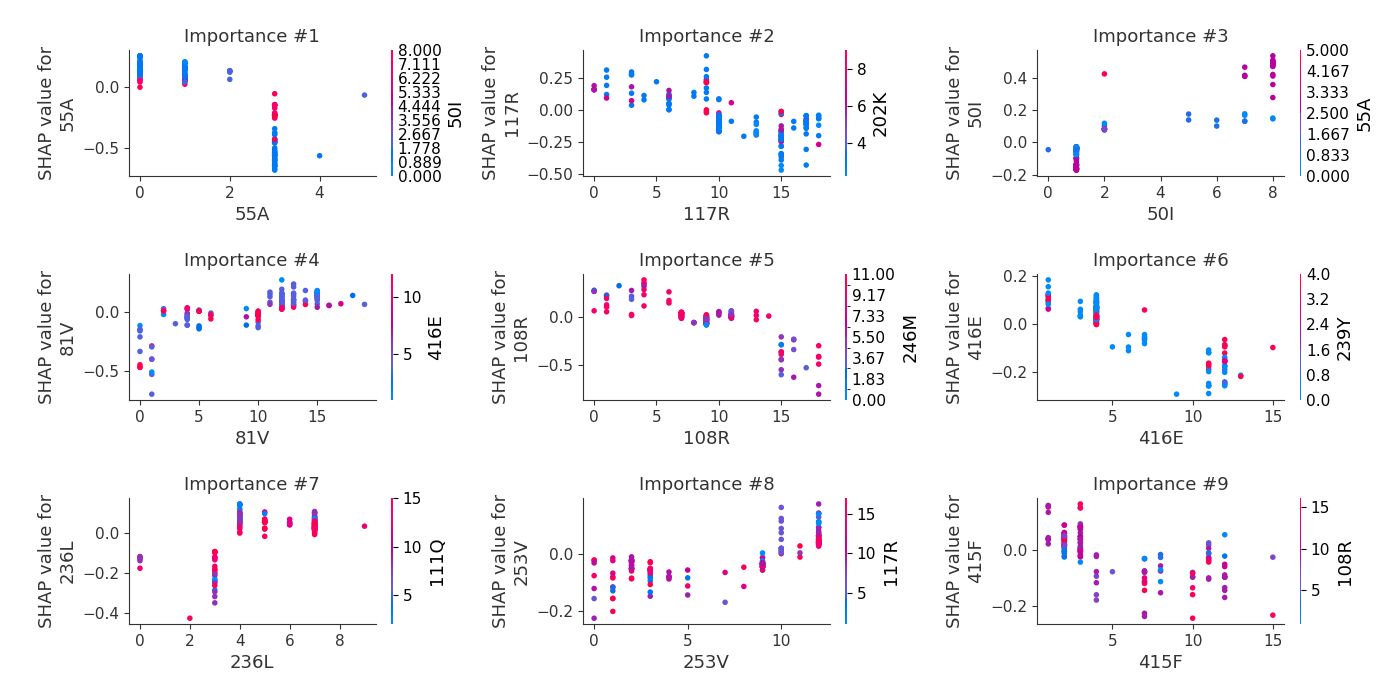 Importance #1
SHAP value for
55A
0.0
−0.5
0
2
4
55A
8.000
7.111
6.222
5.333
4.444
3.556
2.667
1.778
0.889
0.000
50I
Importance #2
SHAP value for
117R
0.25
0.00
−0.25
−0.50
0
5
10
15
117R
8
6
4
202K
Importance #3
SHAP value for
50I
0.4
0.2
0.0
−0.2
0
2
4
6
8
50I
5.000
4.167
3.333
2.500
1.667
0.833
0.000
55A
Importance #4
SHAP value for
81V
0.0
−0.5
0
5
10
15
81V
10
5
416E
Importance #5
SHAP value for
108R
0.0
−0.5
0
5
10
15
108R
11.00
9.17
7.33
5.50
3.67
1.83
0.00
246M
Importance #6
SHAP value for
416E
0.2
0.0
−0.2
5
10
15
416E
4.0
3.2
2.4
1.6
0.8
0.0
239Y
Importance #7
SHAP value for
236L
0.0
−0.2
−0.4
0
2
4
6
8
236L
15
10
5
111Q
Importance #8
SHAP value for
253V
0.0
−0.2
0
5
10
253V
15
10
5
117R
Importance #9
SHAP value for
415F
0.0
−0.2
5
10
15
415F
15
10
5
108R